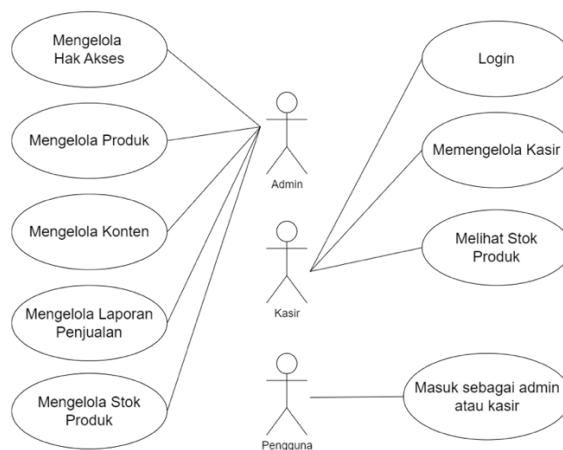 Mengelola
Hak Akses
Mengelola Produk
Mengelola Konten
Mengelola Laporan
Penjualan
Mengelola Stok
Produk
Admin
Kasir
Pengguna
Login
Memengelola Kasir
Melihat Stok
Produk
Masuk sebagai admin
atau kasir